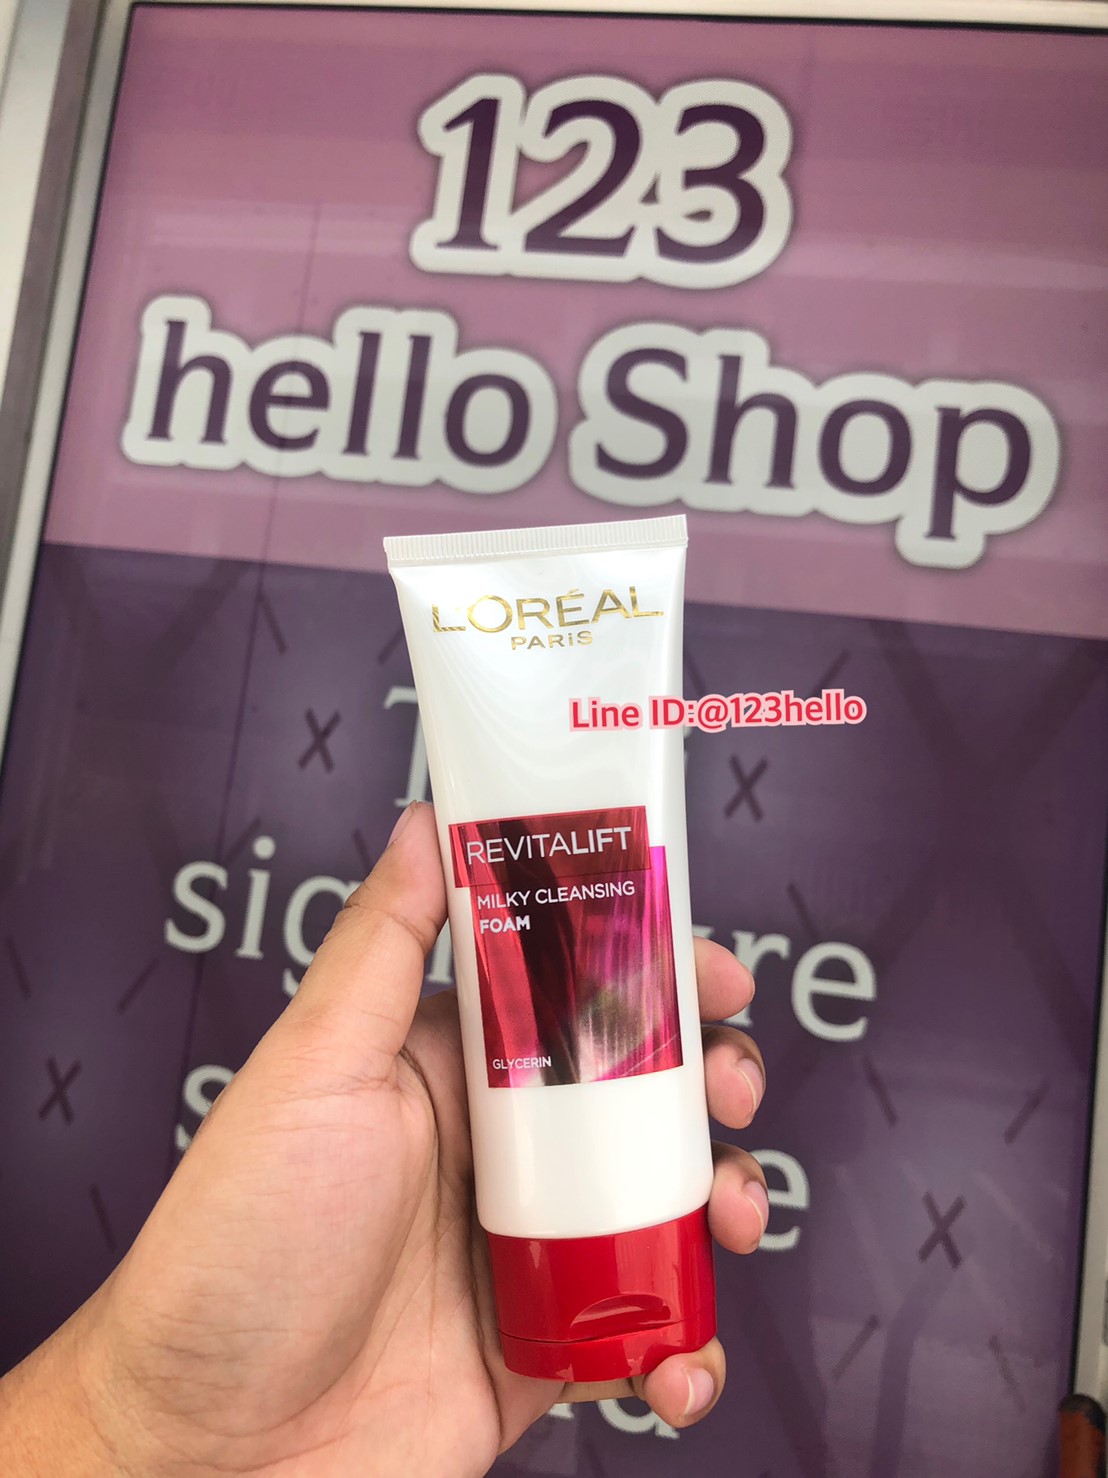 123
hello Shop
L'ORÉAL
PARiS
Line ID:@123hello
REVITALIFT
MILKY CLEANSING
FOAM
GLYCERIN